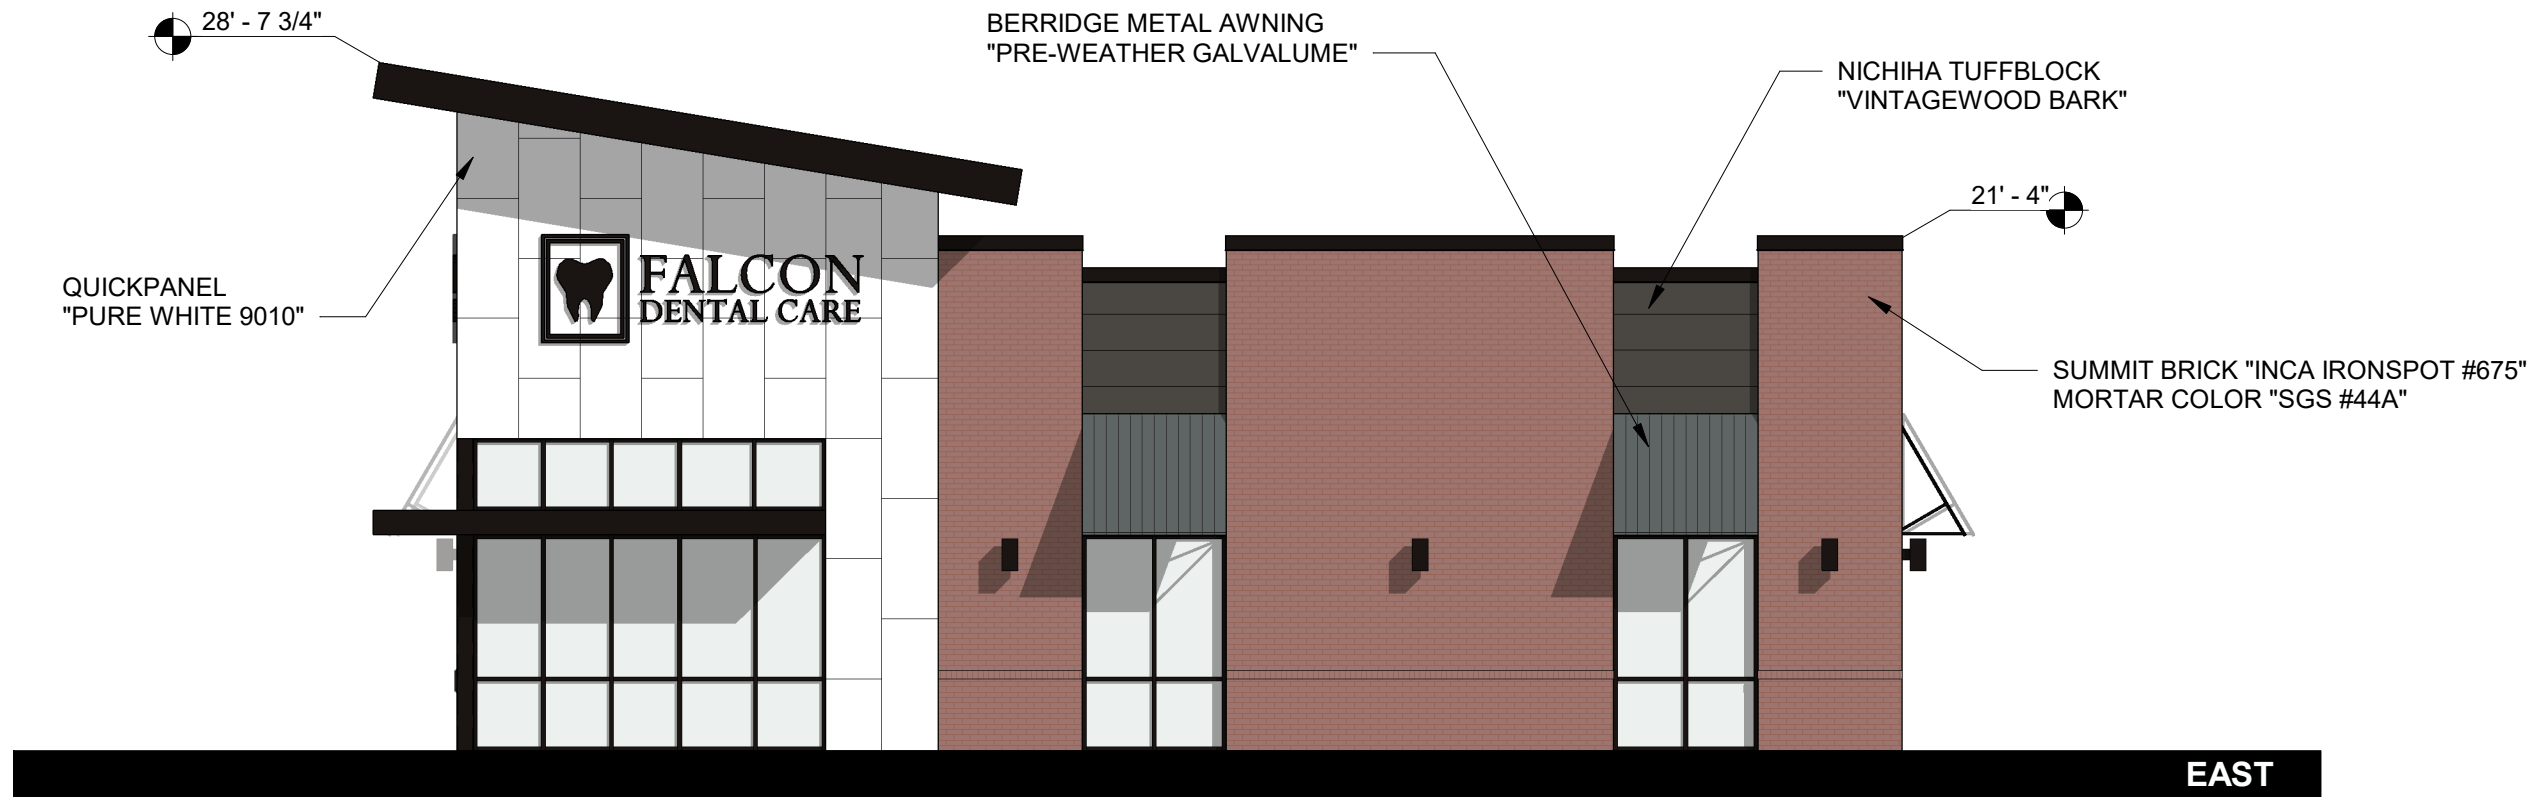 28' - 7 3/4"
BERRIDGE METAL AWNING
"PRE-WEATHER GALVALUME"
NICHIHA TUFFBLOCK
"VINTAGEWOOD BARK"
21' - 4"
QUICKPANEL
"PURE WHITE 9010"
FALCON
DENTAL CARE
SUMMIT BRICK "INCA IRONSPOT #675"
MORTAR COLOR "SGS #44A"
EAST